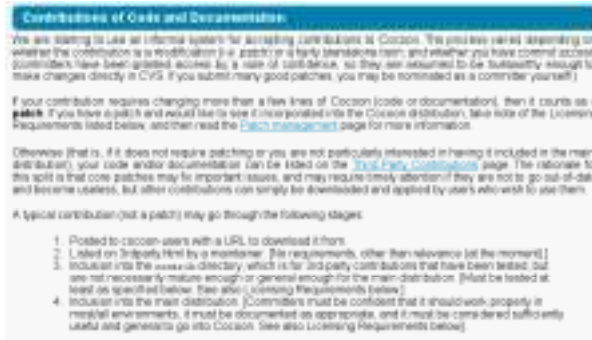 Contributions of Code and Documentation
We are starting to use an informal system for accepting contributions to Cocoon. The process varies depending on
whether the contribution is a modification (i.e. patch) or a fairly standalone item, and whether you have commit access
(committers have been granted access by a vote of confidence, so they are assumed to be trustworthy enough to
make changes directly in CVS. If you submit many good patches, you may be nominated as a committer yourself!)
If your contribution requires changing more than a few lines of Cocoon (code or documentation), then it counts as a
patch. If you have a patch and would like to see it incorporated into the Cocoon distribution, take note of the Licensing
Requirements listed below, and then read the Patch management page for more information.
Otherwise (that is, if it does not require patching or you are not particularly interested in having it included in the main
distribution), your code and/or documentation can be listed on the Third-Party Contributions page. The rationale for
this split is that core patches may fix important issues, and may require timely attention if they are not to go out-of-date
and become useless, but other contributions can simply be downloaded and applied by users who wish to use them.
A typical contribution (not a patch) may go through the following stages:
1. Posted to cocoon-users with a URL to download it from.
2. Listed on 3rdparty.html by a maintainer. [No requirements, other than relevance (at the moment).]
3. Inclusion into the directory, which is for 3rd party contributions that have been tested, but
are not necessarily mature enough or general enough for the main distribution. [Must be tested at
least as specified below. See also Licensing Requirements below]
4. Inclusion into the main distribution. [Committers must be confident that it should work properly in
most/all environments, it must be documented as appropriate, and it must be considered sufficiently
useful and general to go into Cocoon. See also Licensing Requirements below].